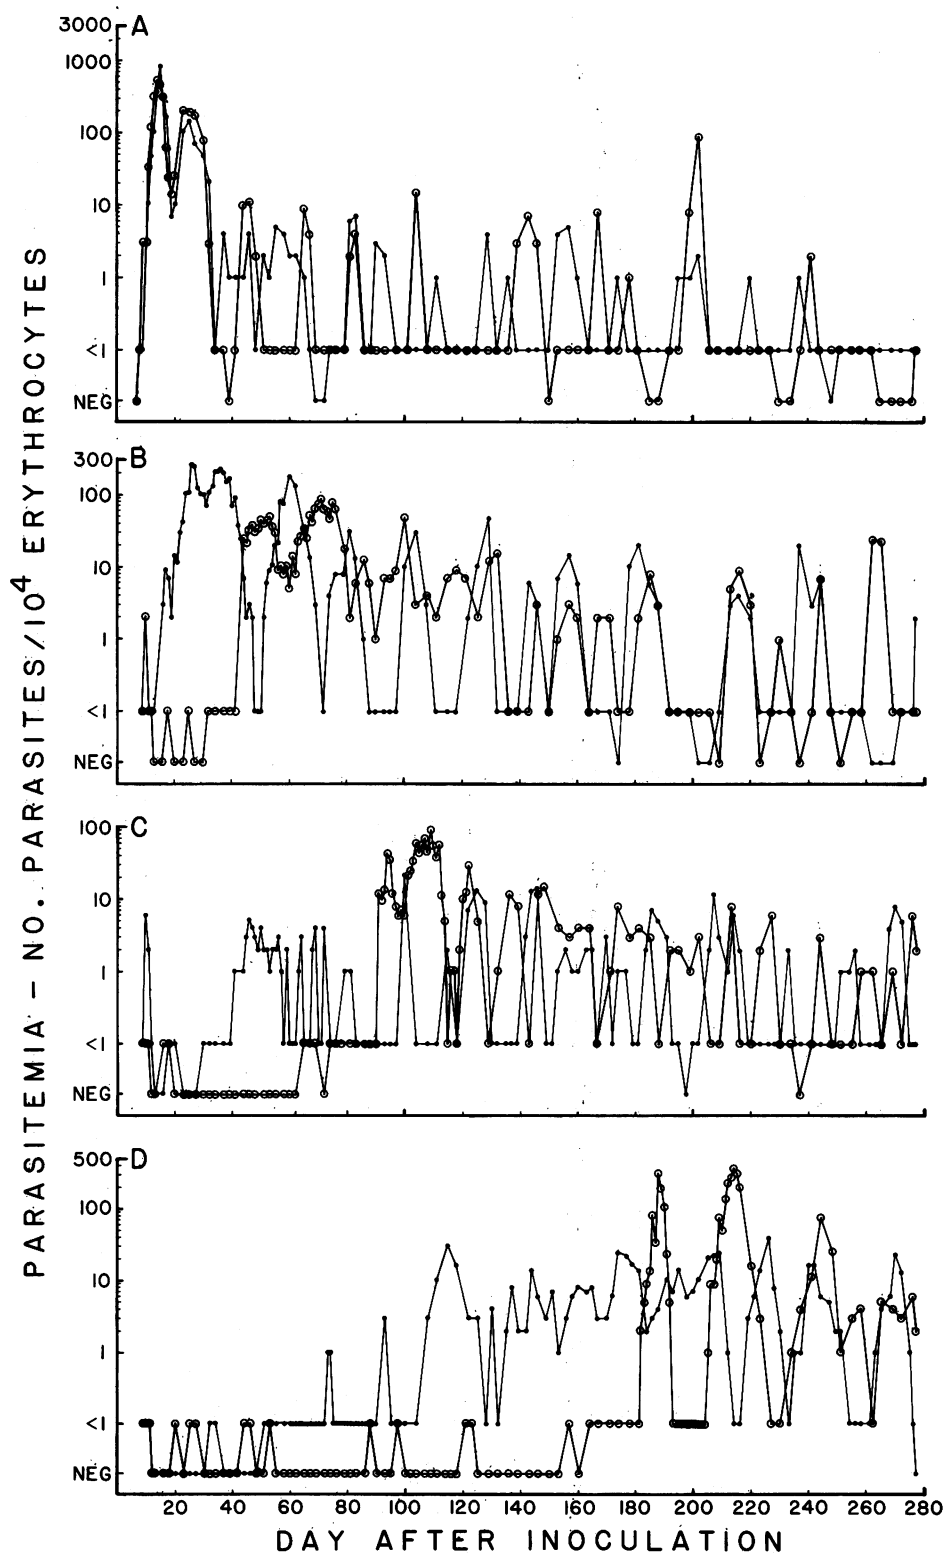 PARASITEMIA – NO. PARASITES/10⁴ ERYTHROCYTES
A
3000
1000
100
10
1
<1
NEG
B
300
100
10
1
<1
NEG
C
100
10
1
<1
NEG
D
500
100
10
1
<1
NEG
20 40 60 80 100 120 140 160 180 200 220 240 260 280
DAY AFTER INOCULATION